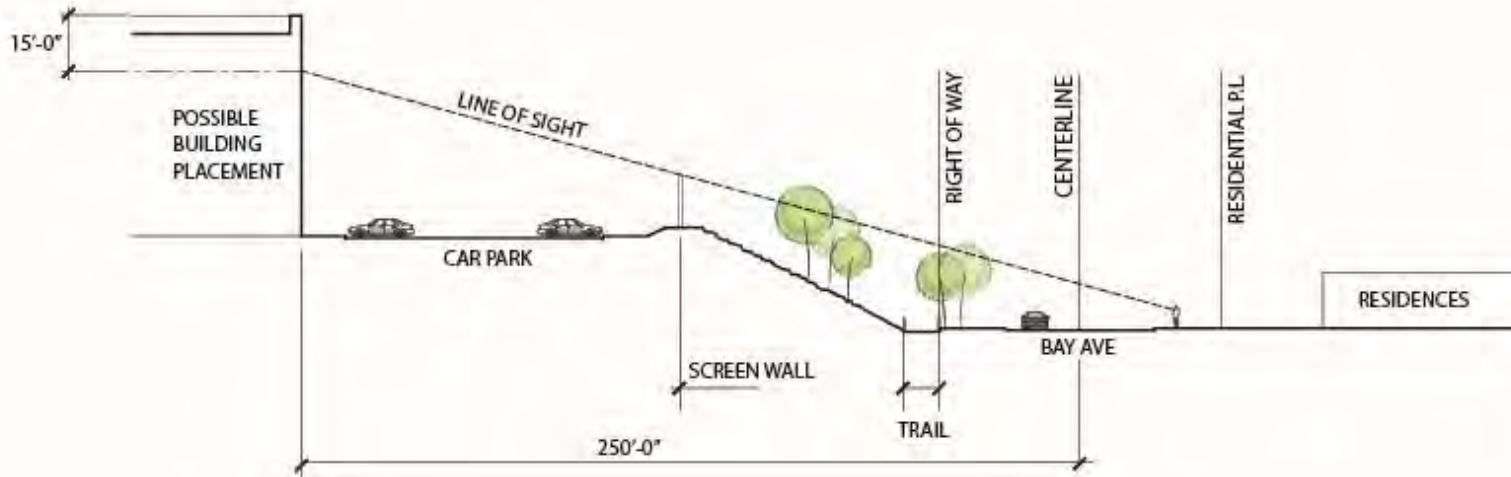 15'-0"
POSSIBLE
BUILDING
PLACEMENT
LINE OF SIGHT
RIGHT OF WAY
CENTERLINE
RESIDENTIAL P.L.
CAR PARK
RESIDENCES
BAY AVE
SCREEN WALL
TRAIL
250'-0"